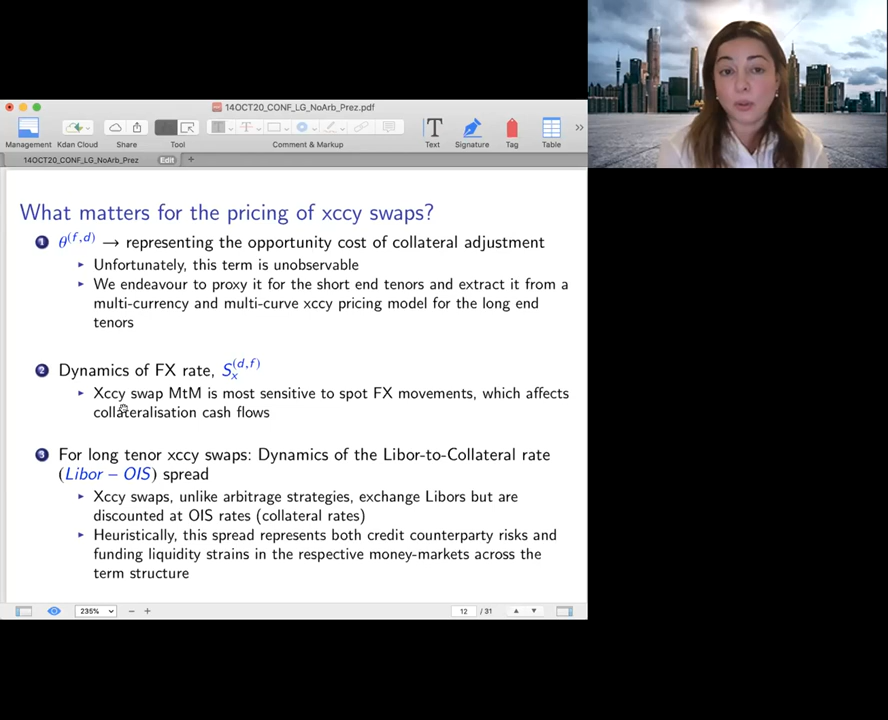 14OCT20_CONF_LG_NoArb_Prez.pdf
Management Kdan Cloud Share Tool Comment & Markup Text Signature Tag Table
14OCT20_CONF_LG_NoArb_Prez Edit +
What matters for the pricing of xccy swaps?
1 θ^(f,d) → representing the opportunity cost of collateral adjustment
▸ Unfortunately, this term is unobservable
▸ We endeavour to proxy it for the short end tenors and extract it from a
multi-currency and multi-curve xccy pricing model for the long end
tenors
2 Dynamics of FX rate, S_x^(d,f)
▸ Xccy swap MtM is most sensitive to spot FX movements, which affects
collateralisation cash flows
3 For long tenor xccy swaps: Dynamics of the Libor-to-Collateral rate
(Libor − OIS) spread
▸ Xccy swaps, unlike arbitrage strategies, exchange Libors but are
discounted at OIS rates (collateral rates)
▸ Heuristically, this spread represents both credit counterparty risks and
funding liquidity strains in the respective money-markets across the
term structure
235% − + 12 / 31